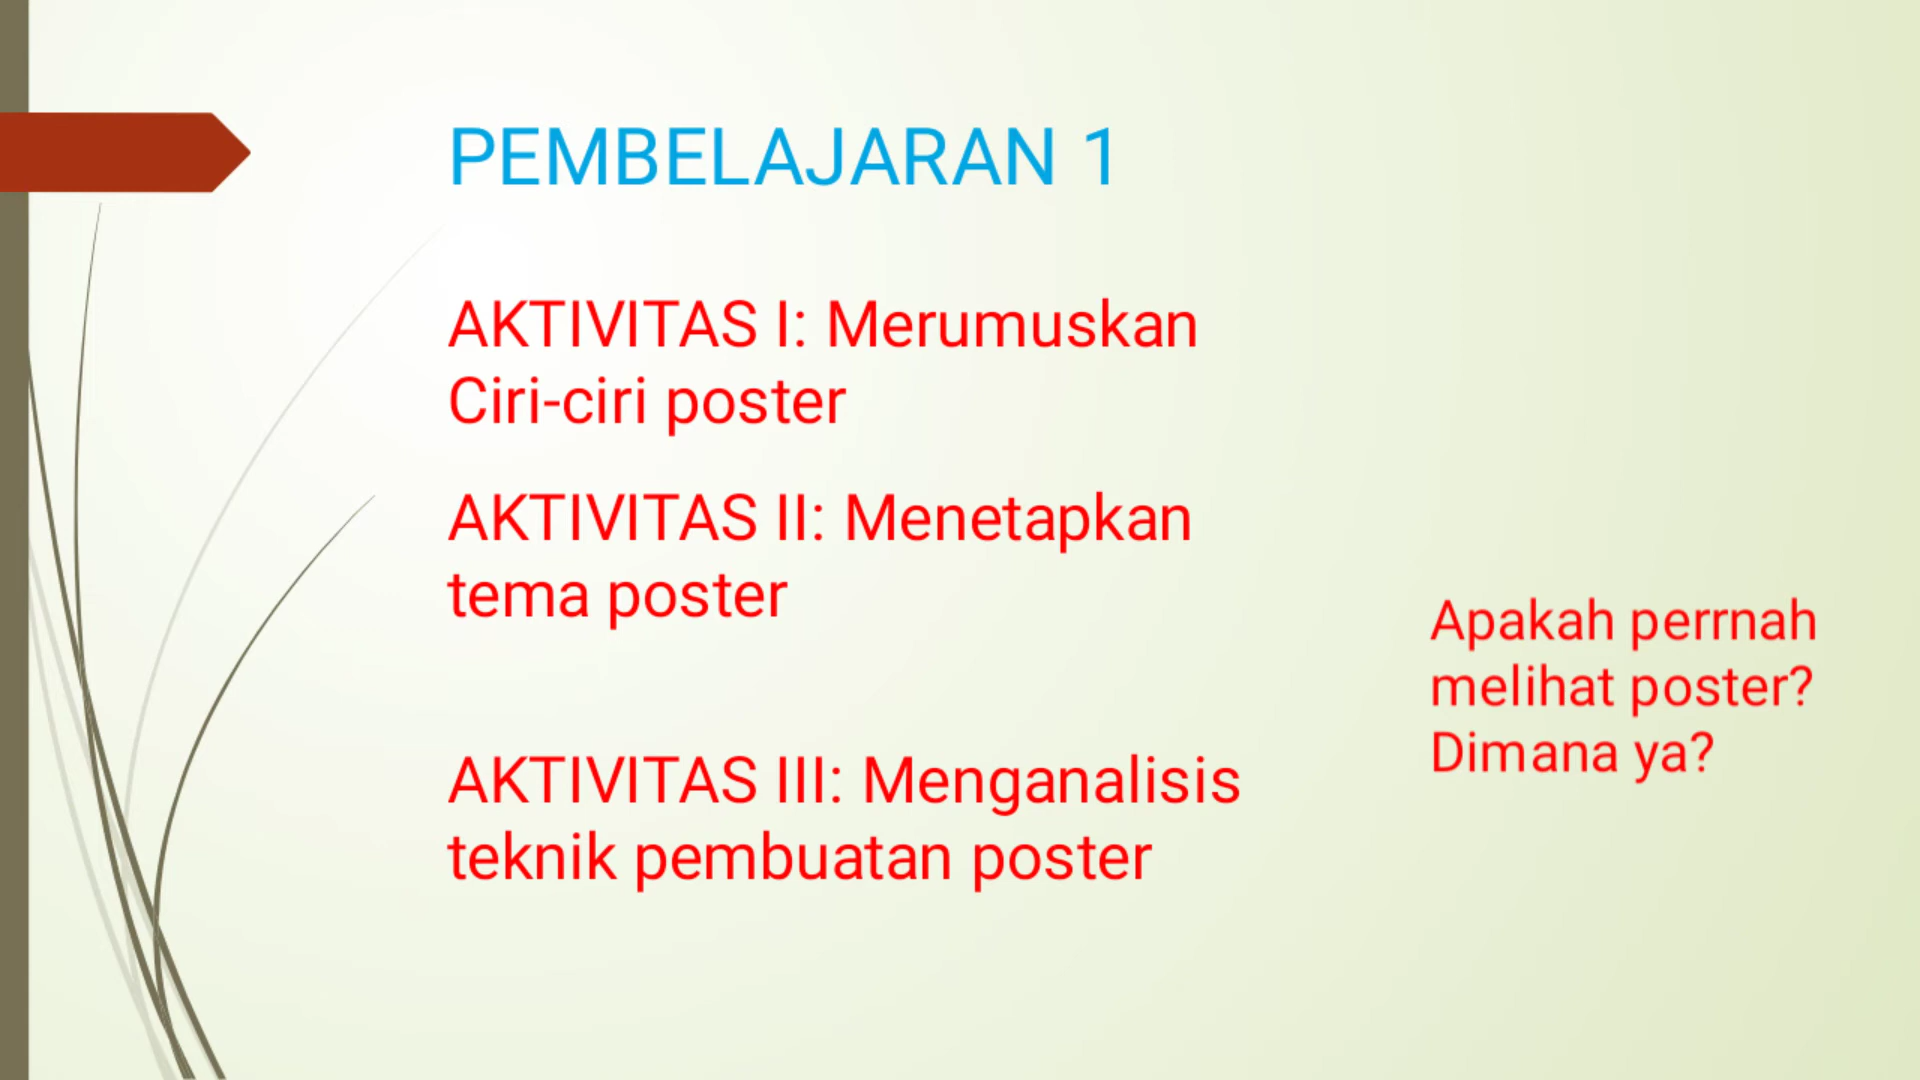 PEMBELAJARAN 1
AKTIVITAS I: Merumuskan
Ciri-ciri poster
AKTIVITAS II: Menetapkan
tema poster
AKTIVITAS III: Menganalisis
teknik pembuatan poster
Apakah perrnah
melihat poster?
Dimana ya?